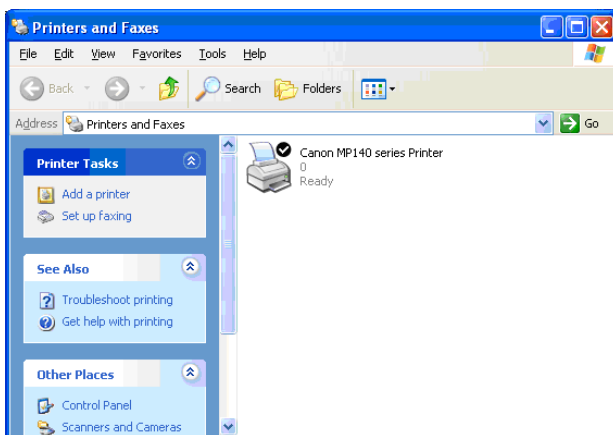 Printers and Faxes
File Edit View Favorites Tools Help
Back Search Folders
Address Printers and Faxes Go
Printer Tasks
Add a printer
Set up faxing
See Also
Troubleshoot printing
Get help with printing
Other Places
Control Panel
Scanners and Cameras
Canon MP140 series Printer
0
Ready